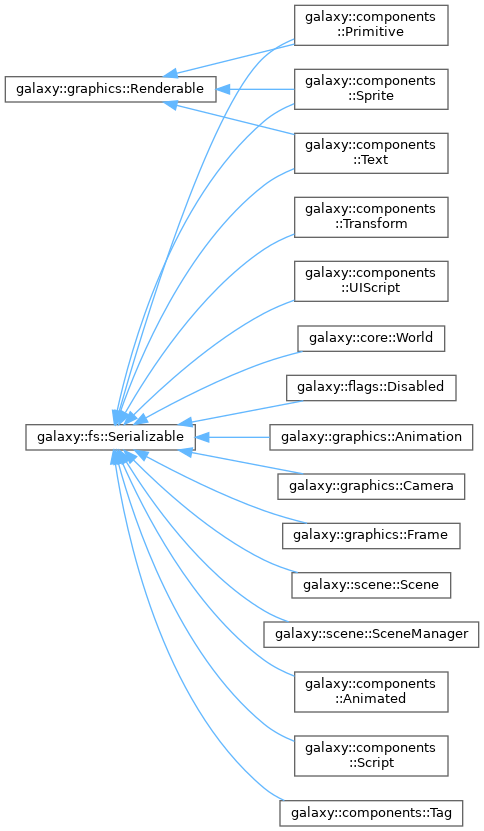 galaxy::components
::Primitive
galaxy::graphics::Renderable
galaxy::components
::Sprite
galaxy::components
::Text
galaxy::components
::Transform
galaxy::components
::UIScript
galaxy::core::World
galaxy::flags::Disabled
galaxy::fs::Serializable
galaxy::graphics::Animation
galaxy::graphics::Camera
galaxy::graphics::Frame
galaxy::scene::Scene
galaxy::scene::SceneManager
galaxy::components
::Animated
galaxy::components
::Script
galaxy::components::Tag